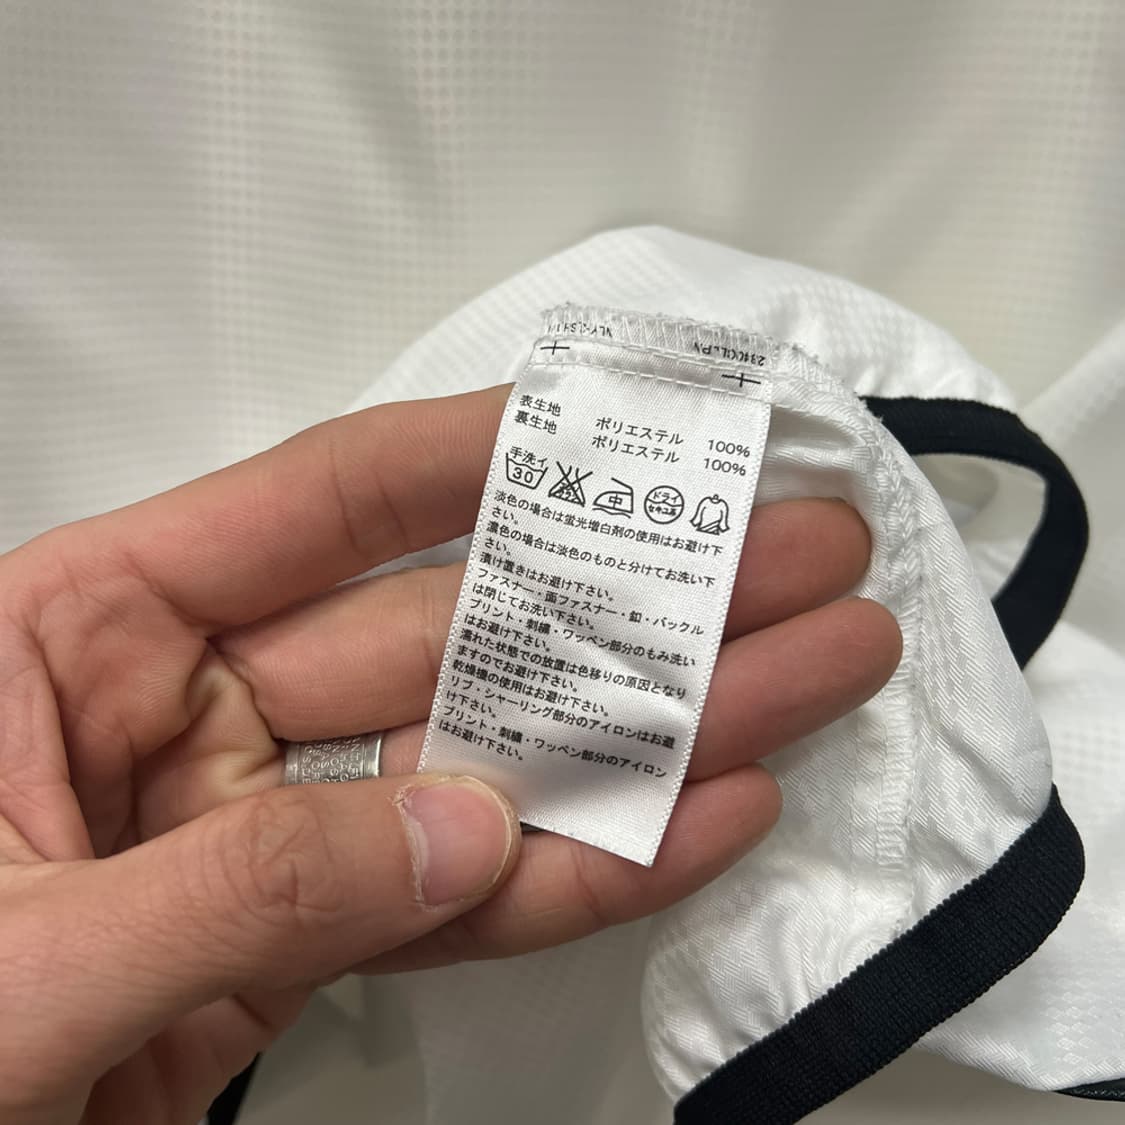 表生地 ポリエステル 100%
裏生地 ポリエステル 100%
手洗イ
30
中
ドライ
セキユ系
淡色の場合は蛍光増白剤の使用はお避け下
さい。
濃色の場合は淡色のものと分けてお洗い下
さい。
漬け置きはお避け下さい。
ファスナー・面ファスナー・釦・バックル
は閉じてお洗い下さい。
プリント・刺繍・ワッペン部分のもみ洗い
はお避け下さい。
濡れた状態での放置は色移りの原因となり
ますのでお避け下さい。
乾燥機の使用はお避け下さい。
リブ・シャーリング部分のアイロンはお避
け下さい。
プリント・刺繍・ワッペン部分のアイロン
はお避け下さい。